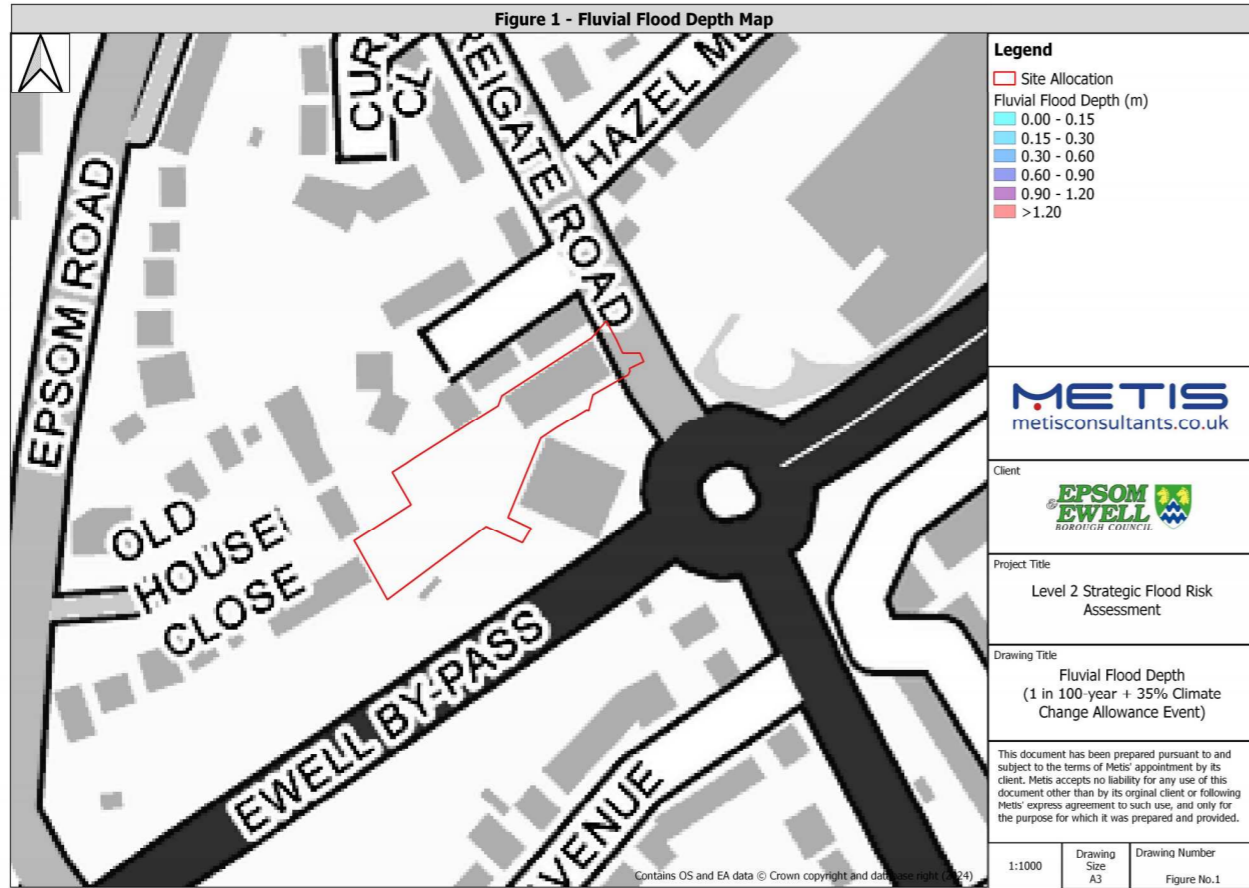 Figure 1 - Fluvial Flood Depth Map
CUR
CL
REIGATE ROAD
HAZEL
EPSOM ROAD
OLD
HOUSE
CLOSE
EWELL BY-PASS
AVENUE
Contains OS and EA data © Crown copyright and database right (2024)
Legend
Site Allocation
Fluvial Flood Depth (m)
0.00 - 0.15
0.15 - 0.30
0.30 - 0.60
0.60 - 0.90
0.90 - 1.20
>1.20
METIS
metisconsultants.co.uk
Client
EPSOM
& EWELL
BOROUGH COUNCIL
Project Title
Level 2 Strategic Flood Risk
Assessment
Drawing Title
Fluvial Flood Depth
(1 in 100-year + 35% Climate
Change Allowance Event)
This document has been prepared pursuant to and
subject to the terms of Metis' appointment by its
client. Metis accepts no liability for any use of this
document other than by its orginal client or following
Metis' express agreement to such use, and only for
the purpose for which it was prepared and provided.
1:1000
Drawing
Size
A3
Drawing Number
Figure No.1